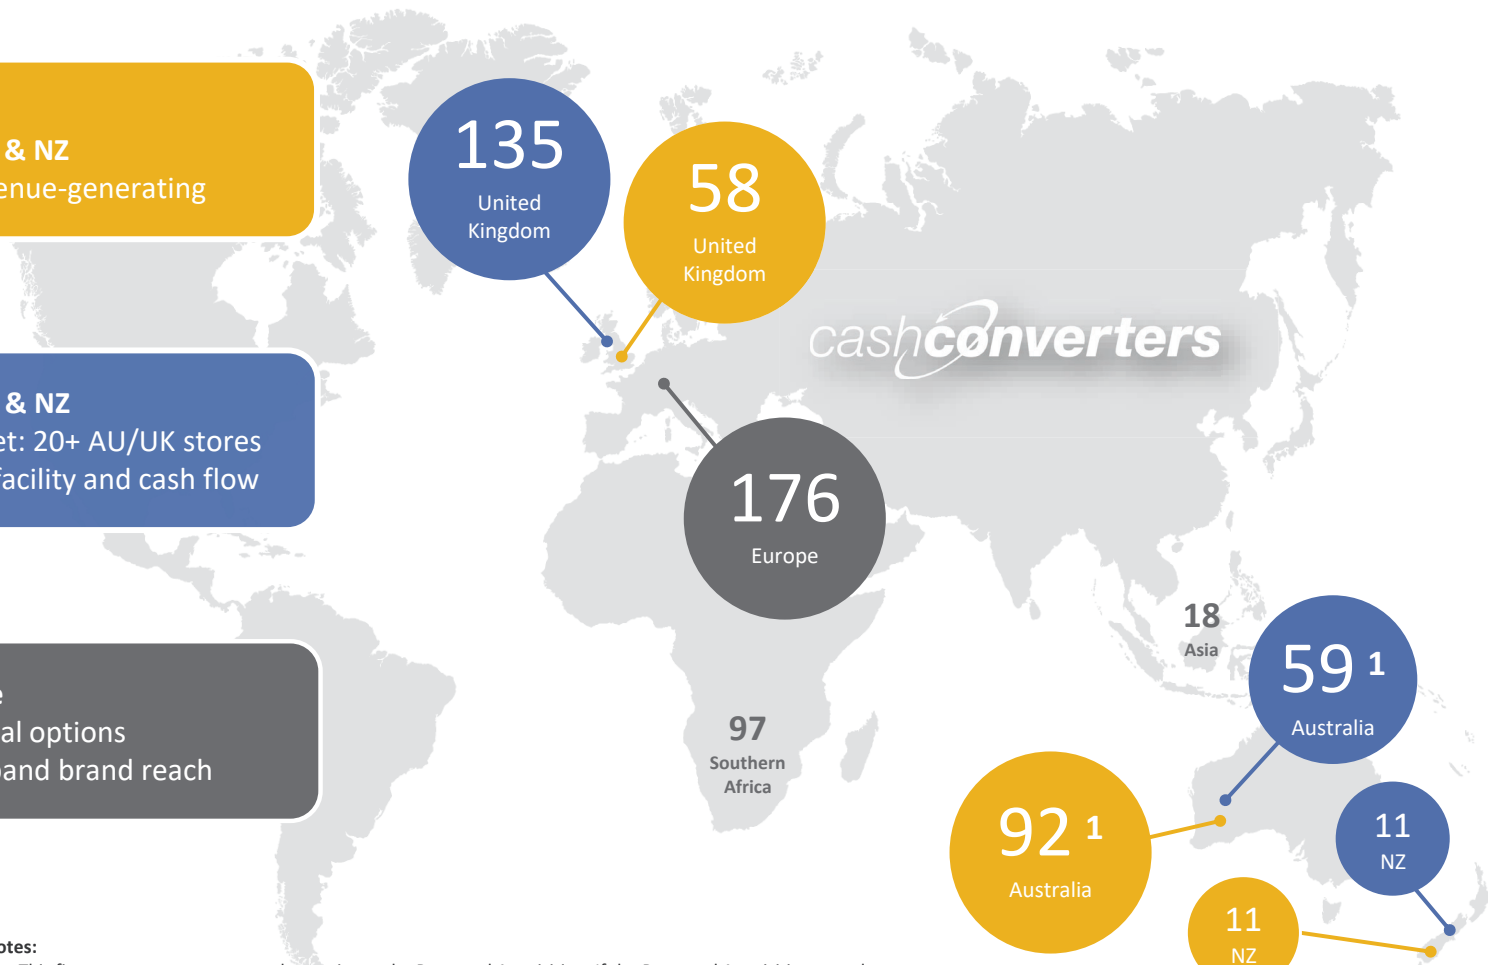 & NZ
enue-generating
& NZ
et: 20+ AU/UK stores
facility and cash flow
e
al options
band brand reach
135
United
Kingdom
58
United
Kingdom
cashconverters
176
Europe
18
Asia
59 1
Australia
97
Southern
Africa
92 1
Australia
11
NZ
11
NZ
otes: